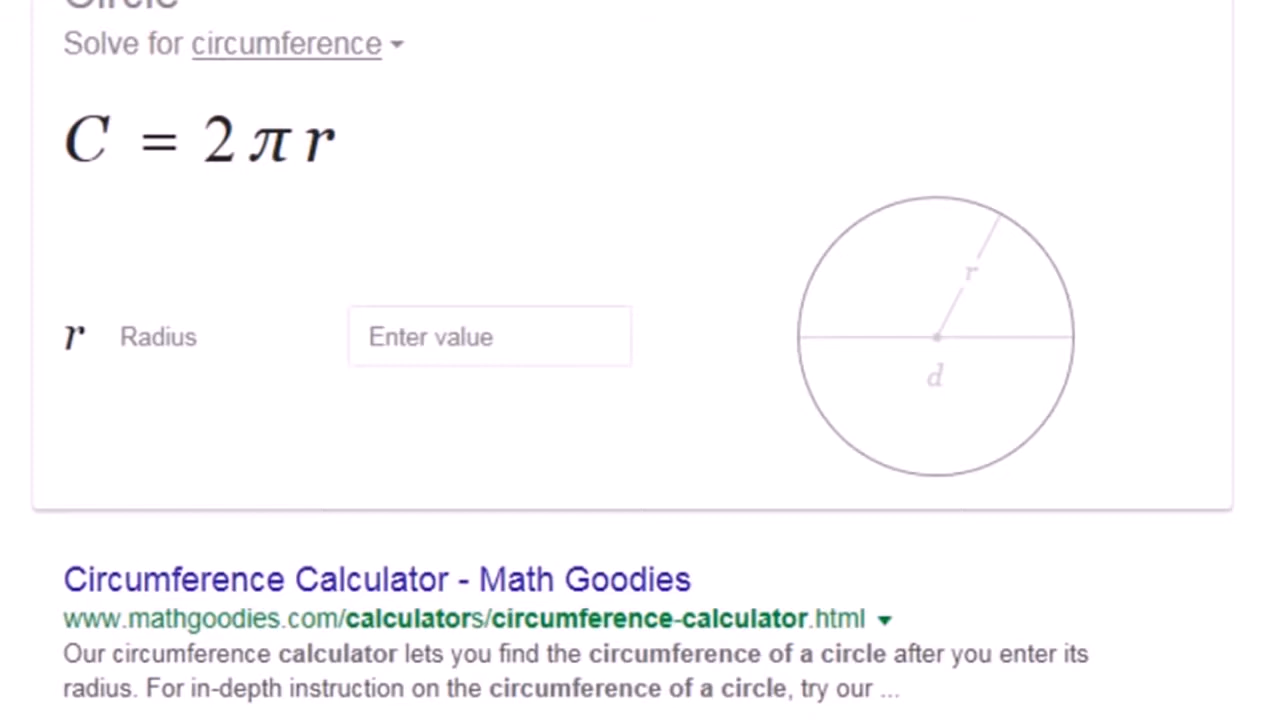 Circle
Solve for circumference
C = 2 π r
r
r Radius Enter value
d
Circumference Calculator - Math Goodies
www.mathgoodies.com/calculators/circumference-calculator.html
Our circumference calculator lets you find the circumference of a circle after you enter its
radius. For in-depth instruction on the circumference of a circle, try our ...